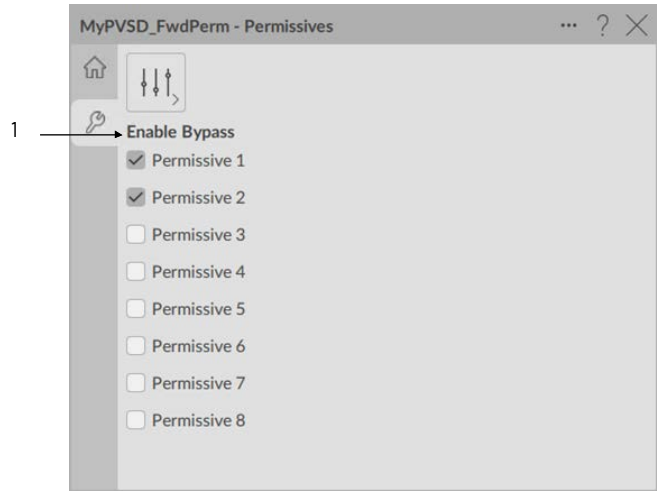 MyPVSD_FwdPerm - Permissives ... ?
1
Enable Bypass
Permissive 1
Permissive 2
Permissive 3
Permissive 4
Permissive 5
Permissive 6
Permissive 7
Permissive 8